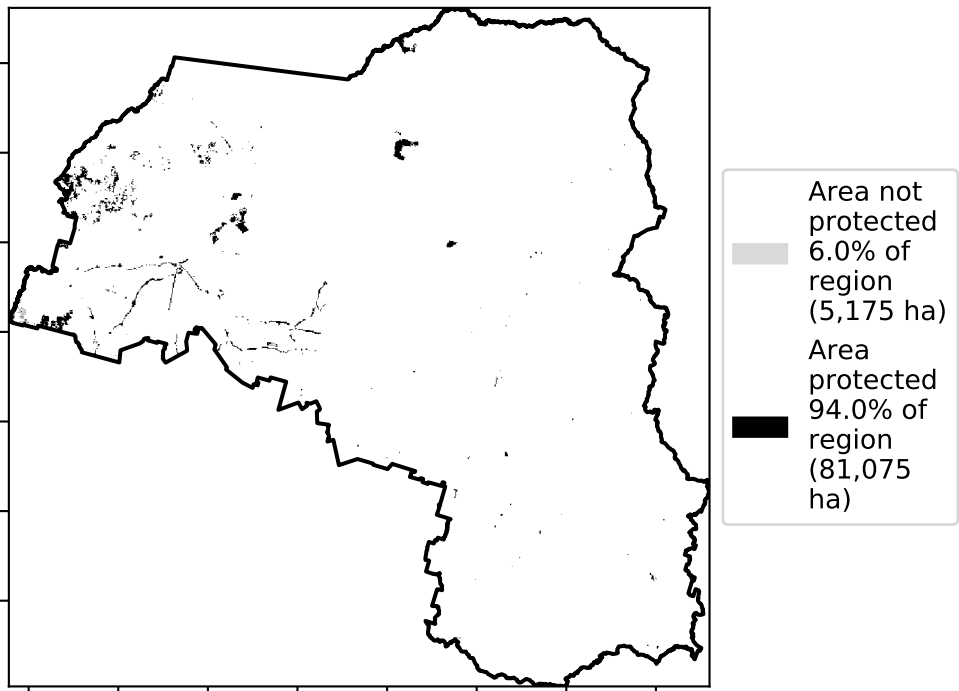 Area not
protected
6.0% of
region
(5,175 ha)
Area
protected
94.0% of
region
(81,075
ha)